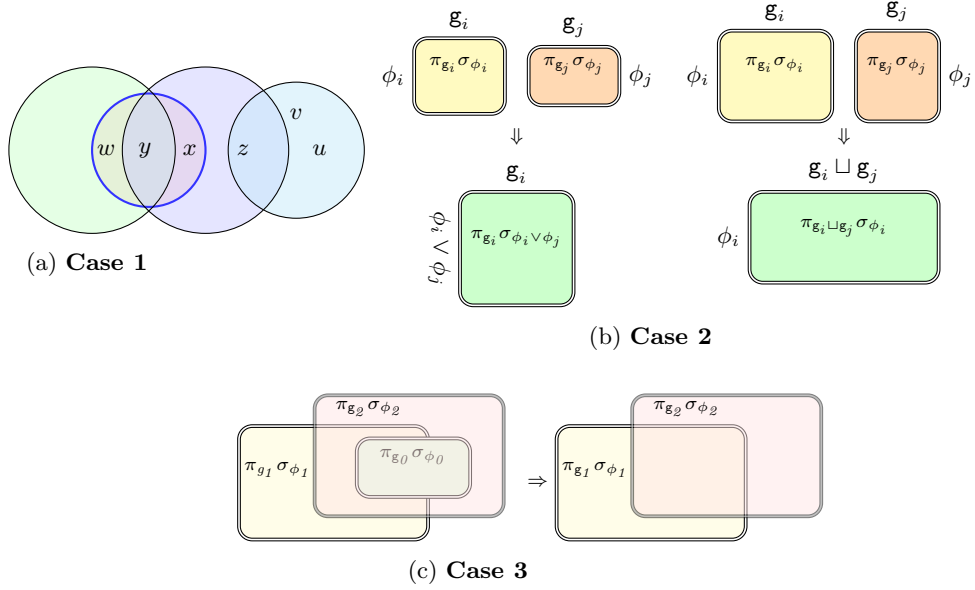 w y x z v u
(a) Case 1
g_i g_j
ϕ_i π_{g_i}σ_{ϕ_i} π_{g_j}σ_{ϕ_j} ϕ_j
⇓
g_i
ϕ_i ∨ ϕ_j π_{g_i}σ_{ϕ_i∨ϕ_j}
g_i g_j
ϕ_i π_{g_i}σ_{ϕ_i} π_{g_j}σ_{ϕ_j} ϕ_j
⇓
g_i ⊔ g_j
ϕ_i π_{g_i⊔g_j}σ_{ϕ_i}
(b) Case 2
π_{g_2}σ_{ϕ_2}
π_{g_0}σ_{ϕ_0}
π_{g_1}σ_{ϕ_1}
⇒
π_{g_2}σ_{ϕ_2}
π_{g_1}σ_{ϕ_1}
(c) Case 3